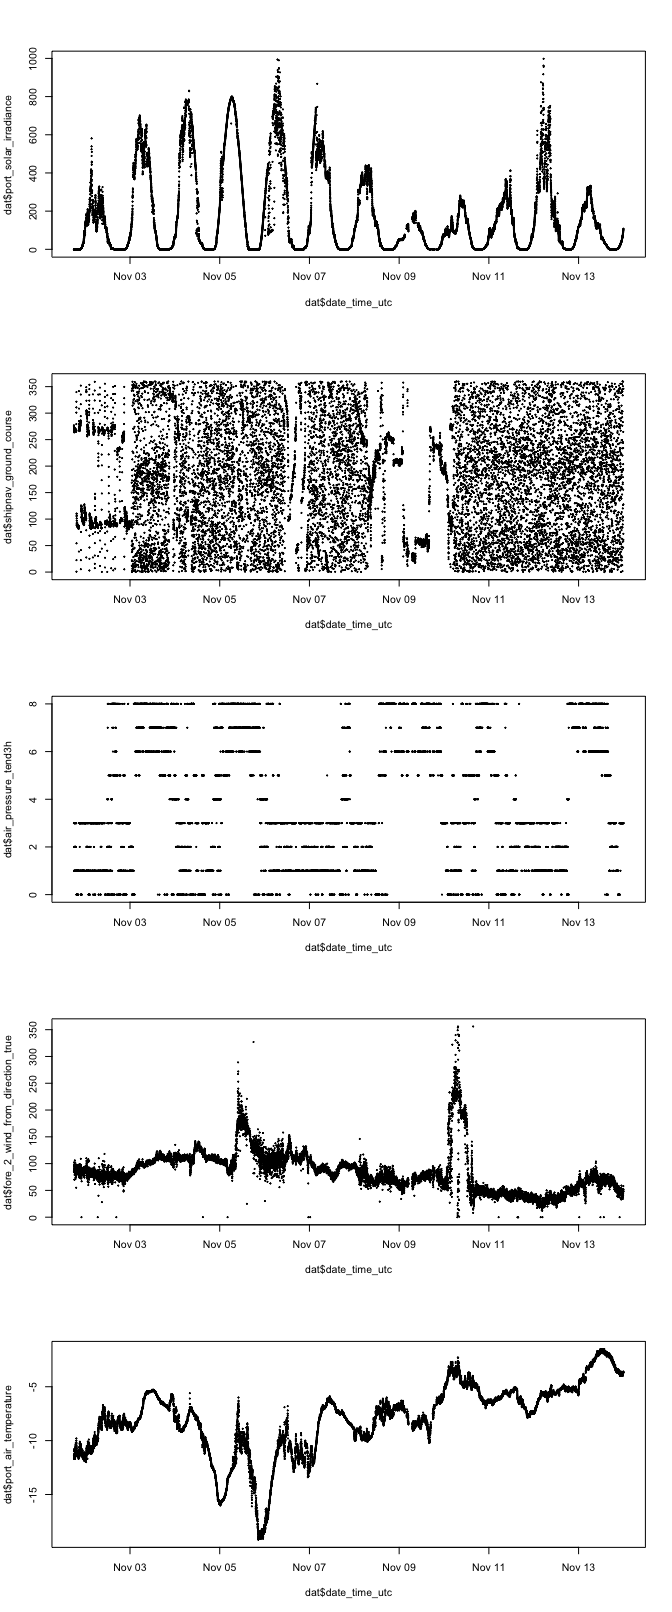 dat$port_solar_irradiance
0 200 400 600 800 1000
Nov 03 Nov 05 Nov 07 Nov 09 Nov 11 Nov 13
dat$date_time_utc
dat$shipnav_ground_course
0 50 100 150 200 250 300 350
Nov 03 Nov 05 Nov 07 Nov 09 Nov 11 Nov 13
dat$date_time_utc
dat$air_pressure_tend3h
0 2 4 6 8
Nov 03 Nov 05 Nov 07 Nov 09 Nov 11 Nov 13
dat$date_time_utc
dat$fore_2_wind_from_direction_true
0 50 100 150 200 250 300 350
Nov 03 Nov 05 Nov 07 Nov 09 Nov 11 Nov 13
dat$date_time_utc
dat$port_air_temperature
-15 -10 -5
Nov 03 Nov 05 Nov 07 Nov 09 Nov 11 Nov 13
dat$date_time_utc